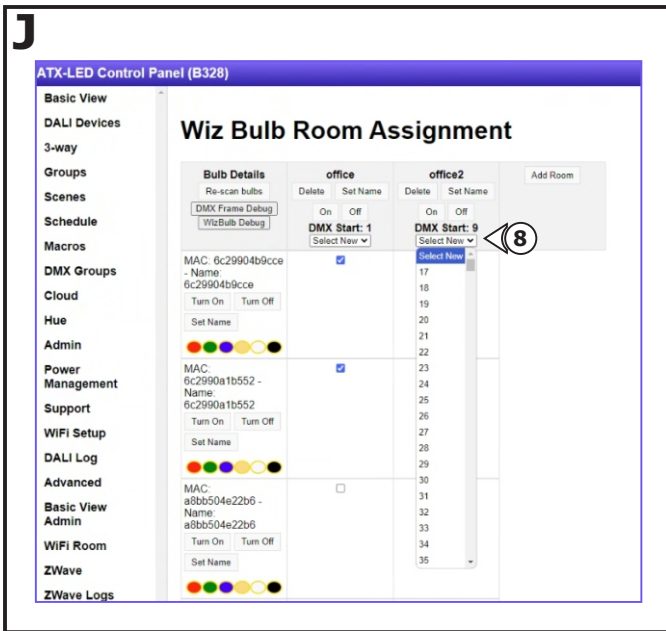 J
ATX-LED Control Panel (B328)
Basic View
DALI Devices
3-way
Groups
Scenes
Schedule
Macros
DMX Groups
Cloud
Hue
Admin
Power
Management
Support
WiFi Setup
DALI Log
Advanced
Basic View
Admin
WiFi Room
ZWave
ZWave Logs
Wiz Bulb Room Assignment
Bulb Details
Re-scan bulbs
DMX Frame Debug
WizBulb Debug
office
Delete Set Name
On Off
DMX Start: 1
Select New
office2
Delete Set Name
On Off
DMX Start: 9
Select New
8
Add Room
MAC: 6c29904b9cce
- Name:
6c29904b9cce
Turn On Turn Off
Set Name
MAC:
6c2990a1b552 -
Name:
6c2990a1b552
Turn On Turn Off
Set Name
MAC:
a8bb504e22b6 -
Name:
a8bb504e22b6
Turn On Turn Off
Set Name
Select New
17
18
19
20
21
22
23
24
25
26
27
28
29
30
31
32
33
34
35